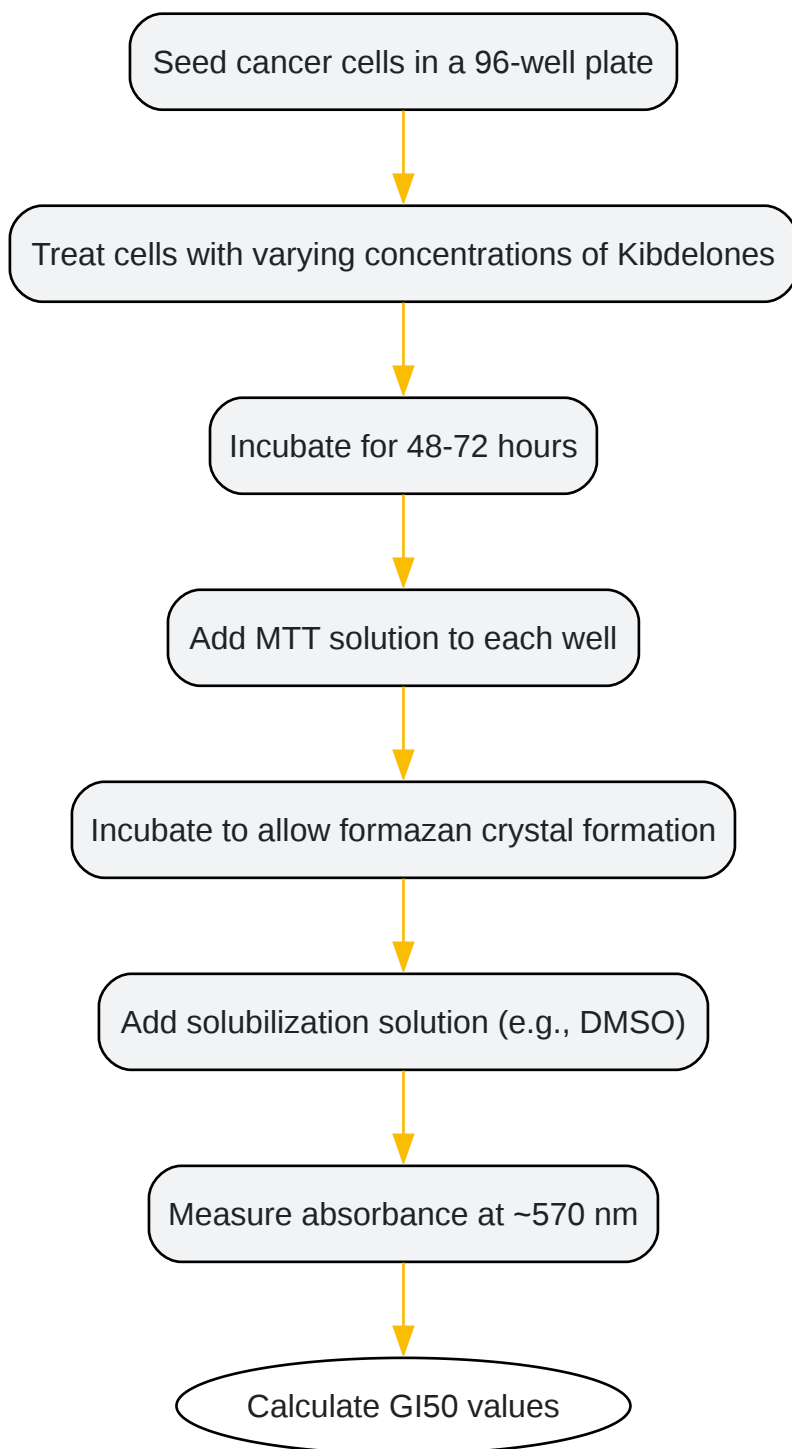 Seed cancer cells in a 96-well plate
Treat cells with varying concentrations of Kibdelones
Incubate for 48-72 hours
Add MTT solution to each well
Incubate to allow formazan crystal formation
Add solubilization solution (e.g., DMSO)
Measure absorbance at ~570 nm
Calculate GI50 values